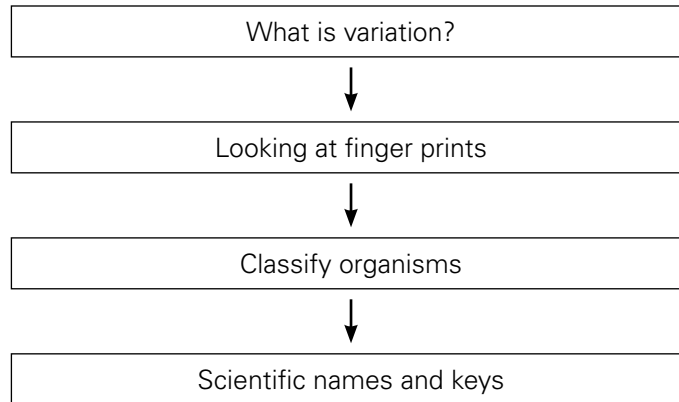 What is variation?
Looking at finger prints
Classify organisms
Scientific names and keys